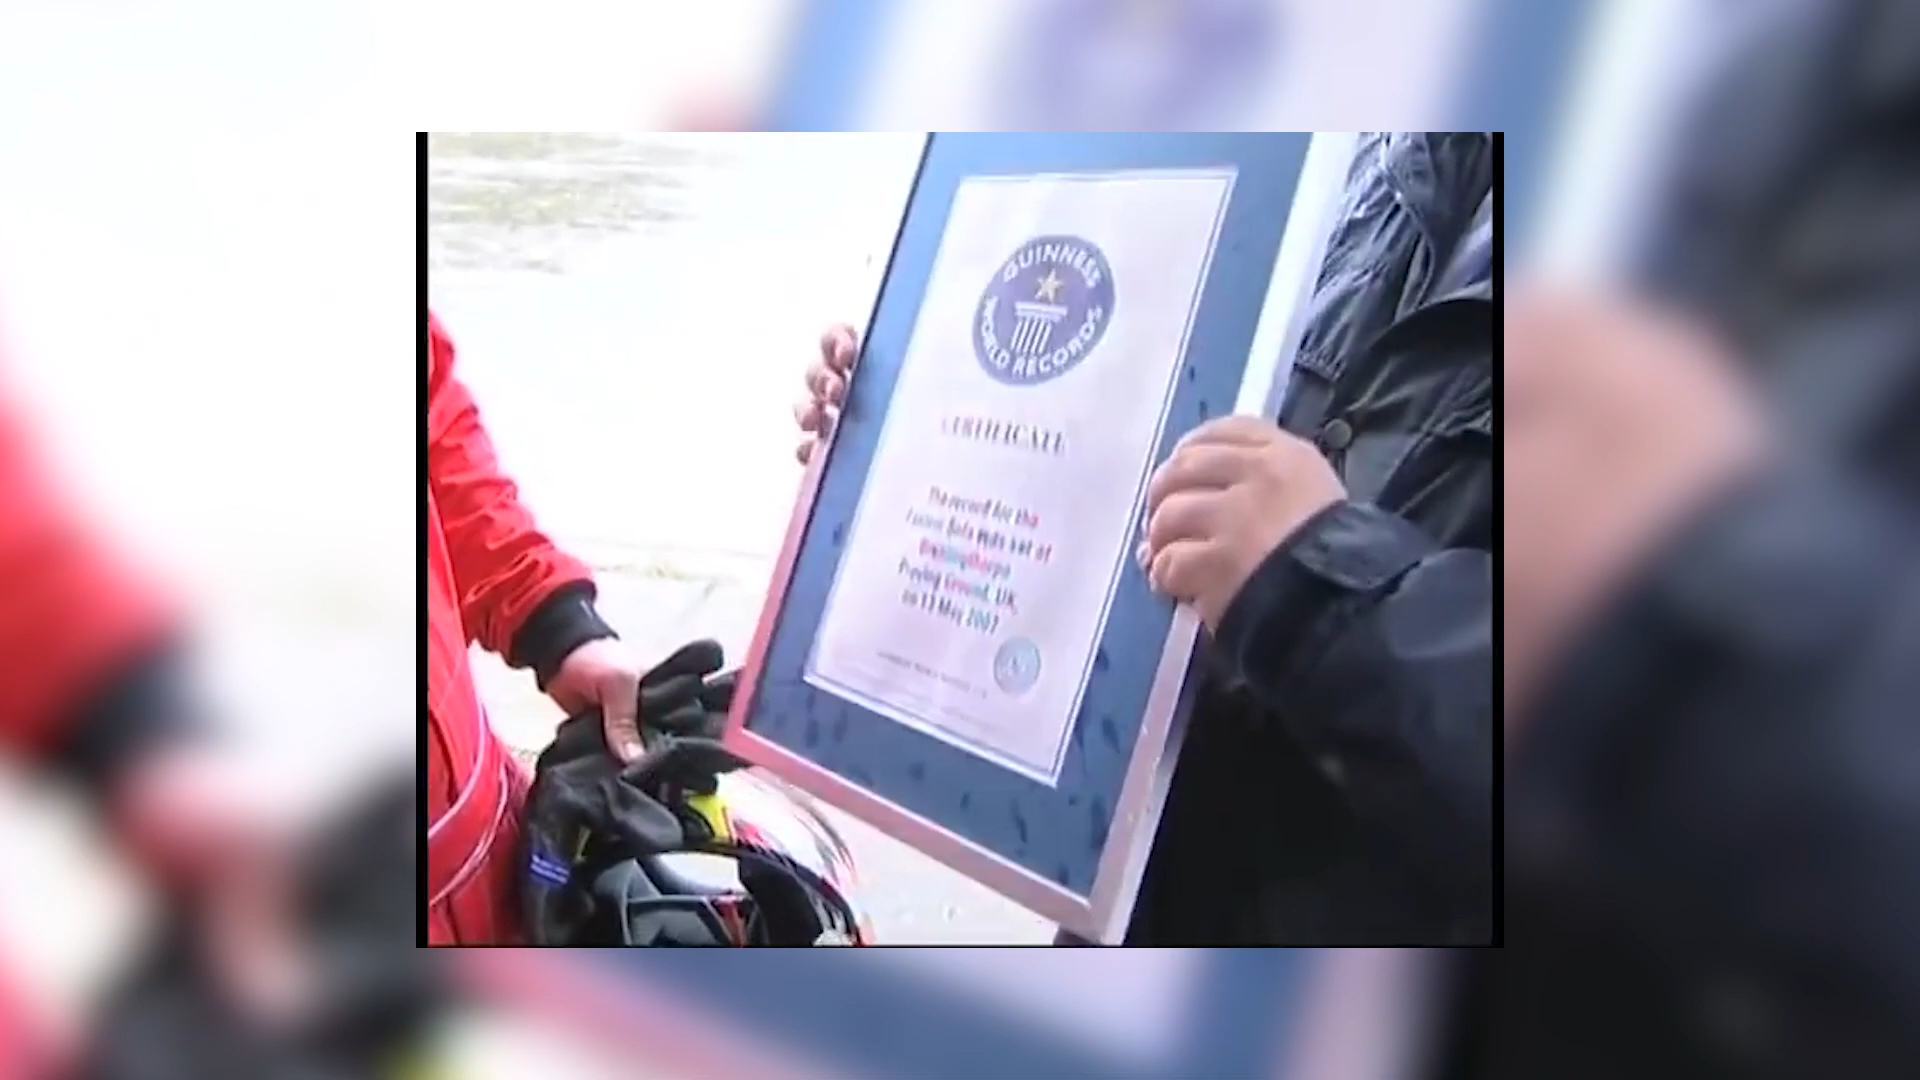 GUINNESS
WORLD RECORDS
CERTIFICATE
The record for the
Fastest Sofa was set at
Bruntingthorpe
Proving Ground, UK,
on 13 May 2007